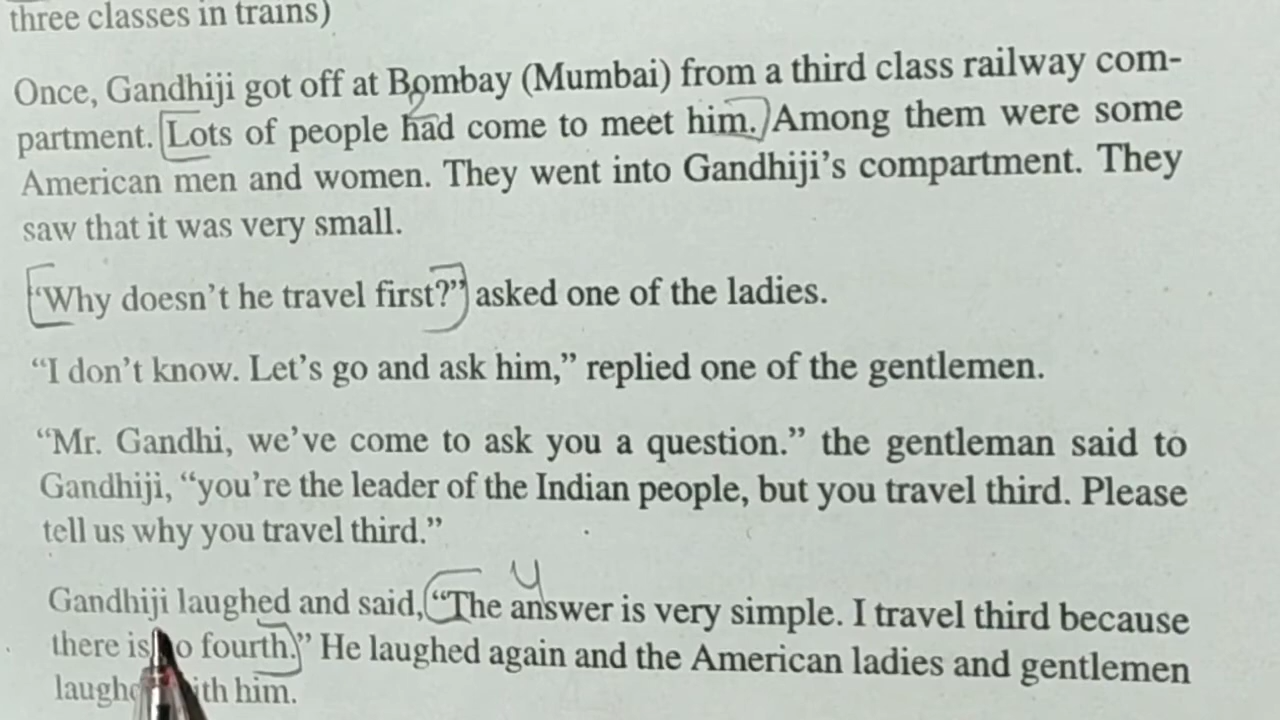 three classes in trains)
Once, Gandhiji got off at Bombay (Mumbai) from a third class railway com-
partment. Lots of people had come to meet him. Among them were some
American men and women. They went into Gandhiji's compartment. They
saw that it was very small.
"Why doesn't he travel first?" asked one of the ladies.
"I don't know. Let's go and ask him," replied one of the gentlemen.
"Mr. Gandhi, we've come to ask you a question." the gentleman said to
Gandhiji, "you're the leader of the Indian people, but you travel third. Please
tell us why you travel third."
Gandhiji laughed and said, "The answer is very simple. I travel third because
there is fourth." He laughed again and the American ladies and gentlemen
him.